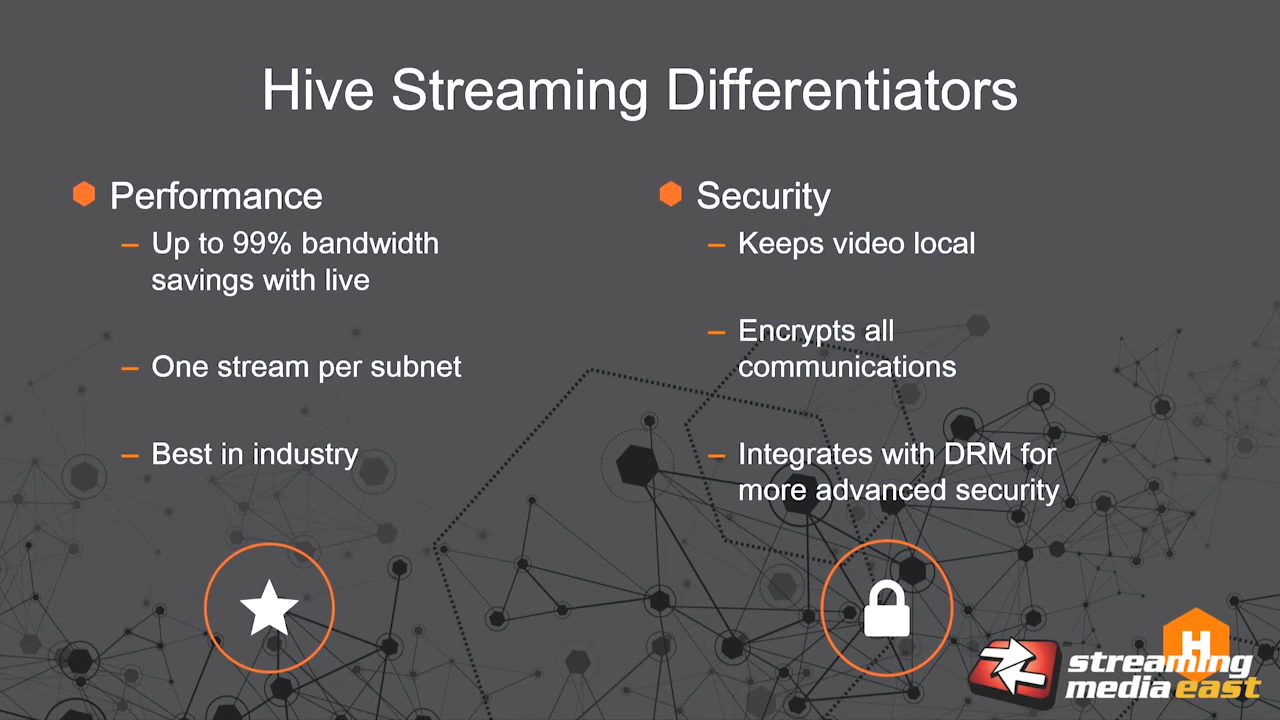 Hive Streaming Differentiators
Performance
– Up to 99% bandwidth
savings with live
– One stream per subnet
– Best in industry
Security
– Keeps video local
– Encrypts all
communications
– Integrates with DRM for
more advanced security
H
streaming
media east